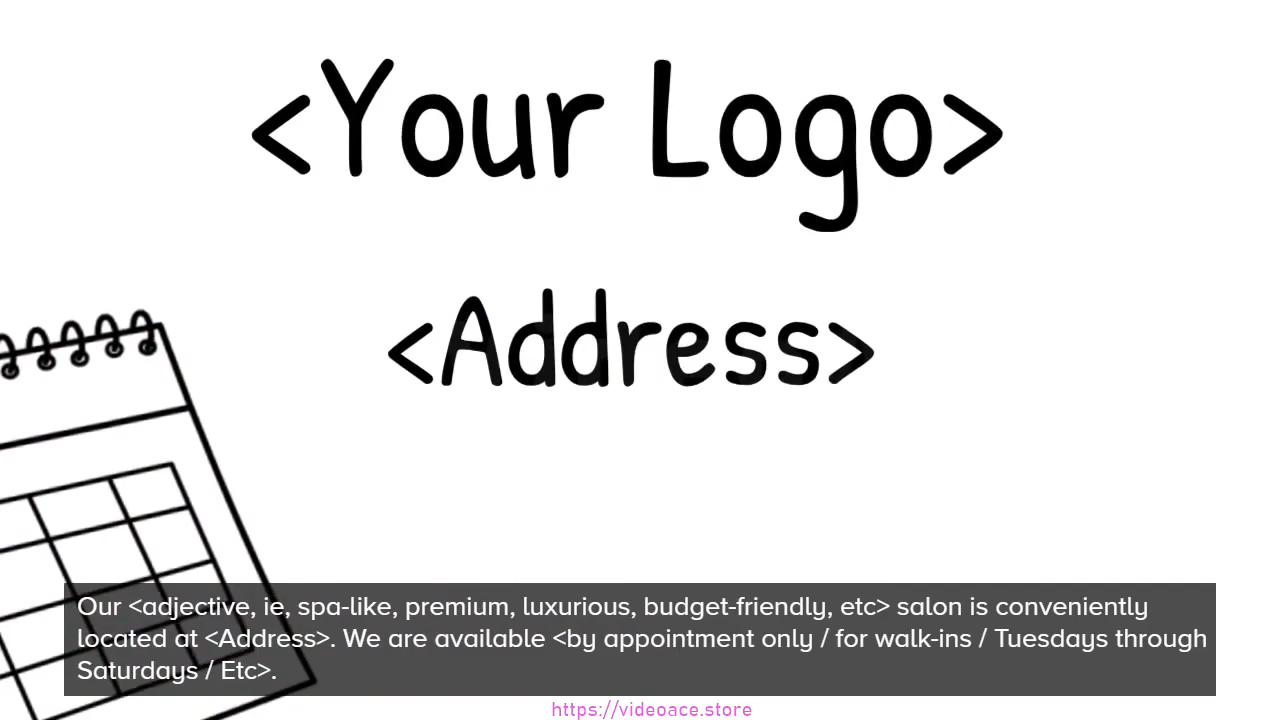 <Your Logo>
<Address>
Our <adjective, ie, spa-like, premium, luxurious, budget-friendly, etc> salon is conveniently
located at <Address>. We are available <by appointment only / for walk-ins / Tuesdays through
Saturdays / Etc>.
https://videoace.store